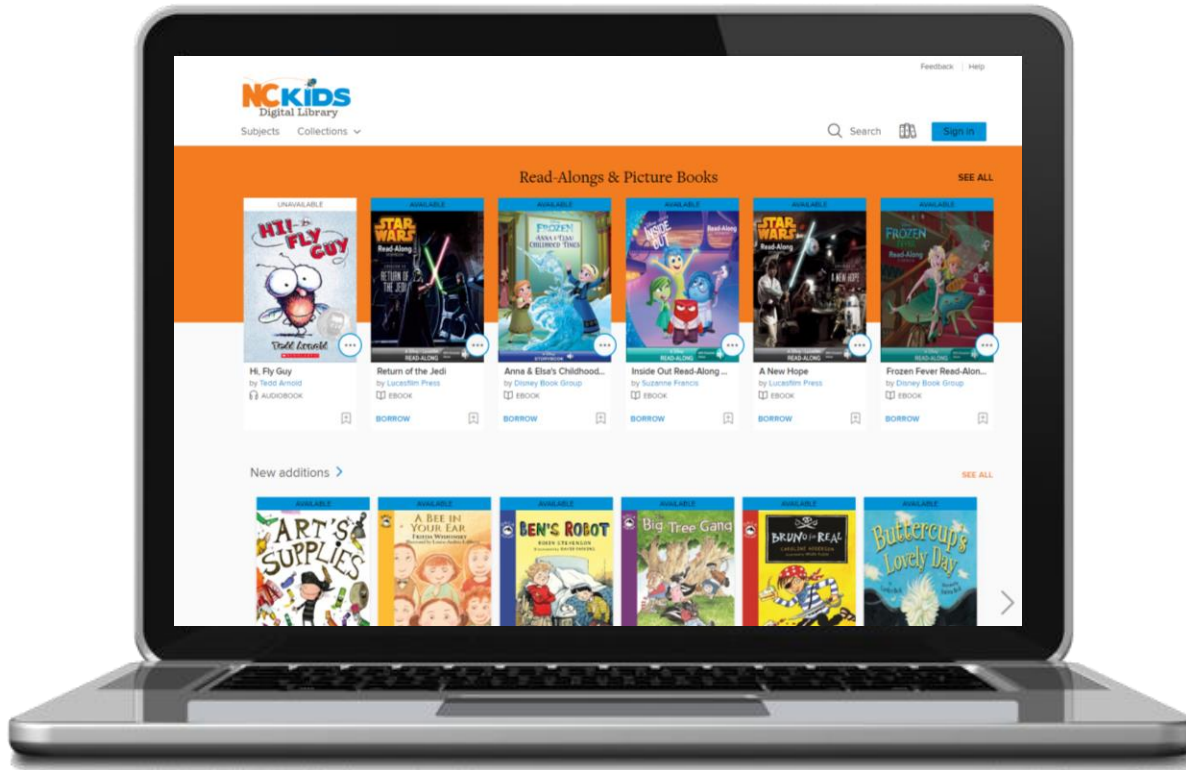 Feedback | Help
NCKIDS
Digital Library
Subjects Collections
Search Sign in
Read-Alongs & Picture Books SEE ALL
UNAVAILABLE AVAILABLE AVAILABLE AVAILABLE AVAILABLE AVAILABLE
HI! FLY GUY
Tedd Arnold
SCHOLASTIC
STAR WARS
Read-Along
RETURN OF THE JEDI
READ-ALONG
FROZEN
ANNA & ELSA'S
CHILDHOOD TIMES
STORYBOOK
INSIDE OUT
Read-Along
READ-ALONG
STAR WARS
Read-Along
A NEW HOPE
READ-ALONG
FROZEN
Read-Along
READ-ALONG
Hi, Fly Guy Return of the Jedi Anna & Elsa's Childhood... Inside Out Read-Along ... A New Hope Frozen Fever Read-Alon...
by Tedd Arnold by Lucasfilm Press by Disney Book Group by Suzanne Francis by Lucasfilm Press by Disney Book Group
AUDIOBOOK EBOOK EBOOK EBOOK EBOOK EBOOK
BORROW BORROW BORROW BORROW BORROW
New additions > SEE ALL
AVAILABLE AVAILABLE AVAILABLE AVAILABLE AVAILABLE AVAILABLE
ART'S
SUPPLIES
A BEE IN
YOUR EAR
FRIEDA WISHINSKY
BEN'S ROBOT
ROBIN STEVENSON
Big Tree Gang
BRUNO for REAL
CAROLINE ADDERSON
Buttercup's
Lovely Day